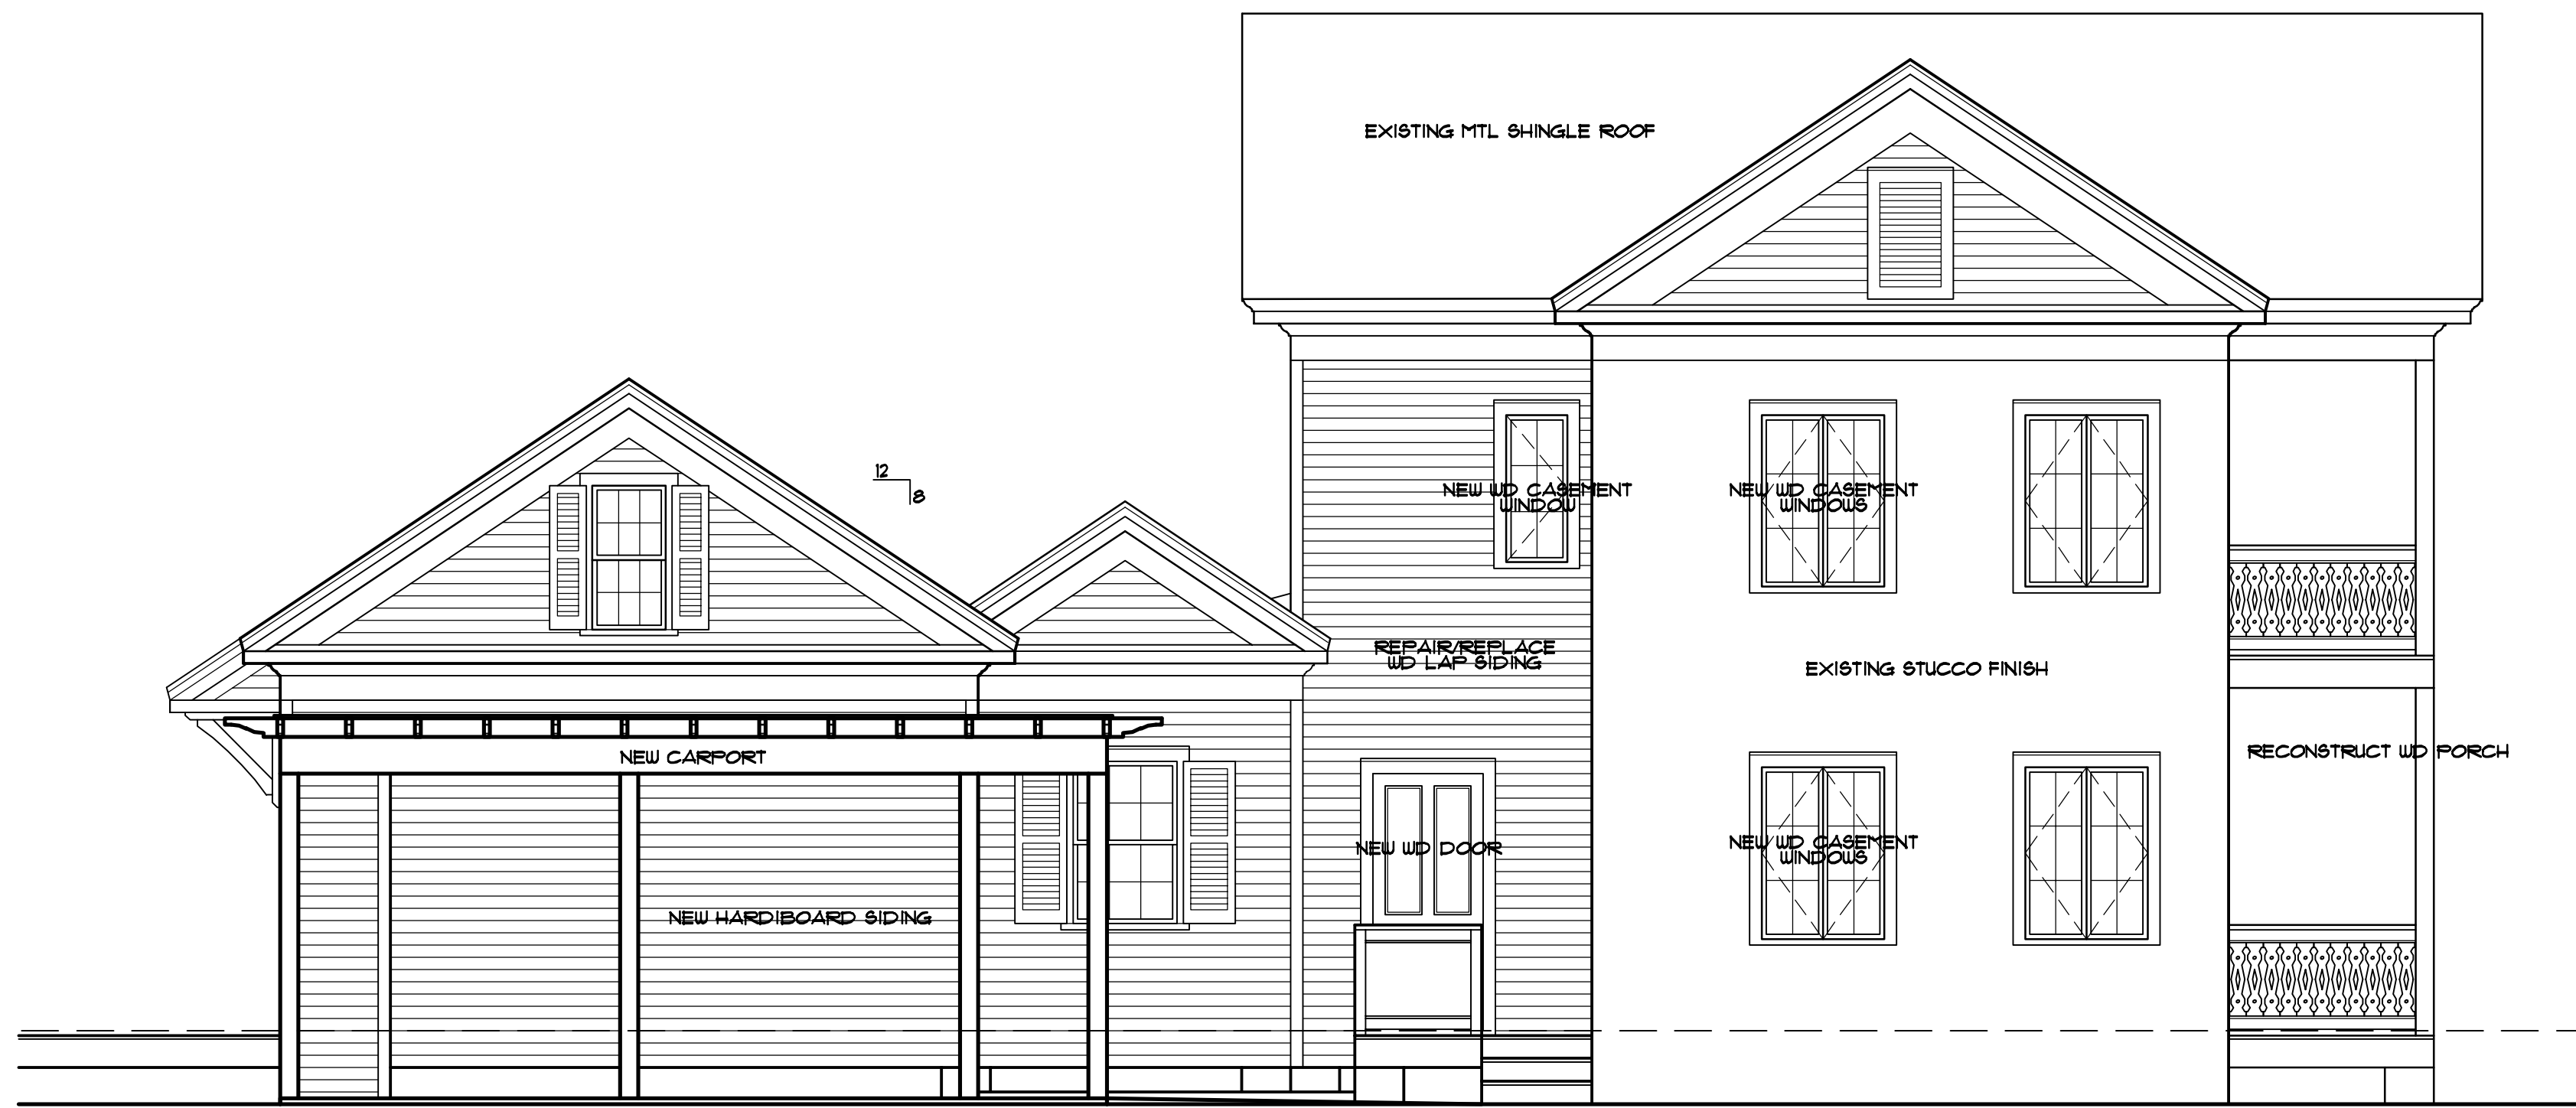 EXISTING MTL SHINGLE ROOF
12
8
NEW WD CASEMENT
WINDOW
NEW WD CASEMENT
WINDOWS
REPAIR/REPLACE
WD LAP SIDING
EXISTING STUCCO FINISH
NEW CARPORT
RECONSTRUCT WD PORCH
NEW WD DOOR
NEW WD CASEMENT
WINDOWS
NEW HARDIBOARD SIDING